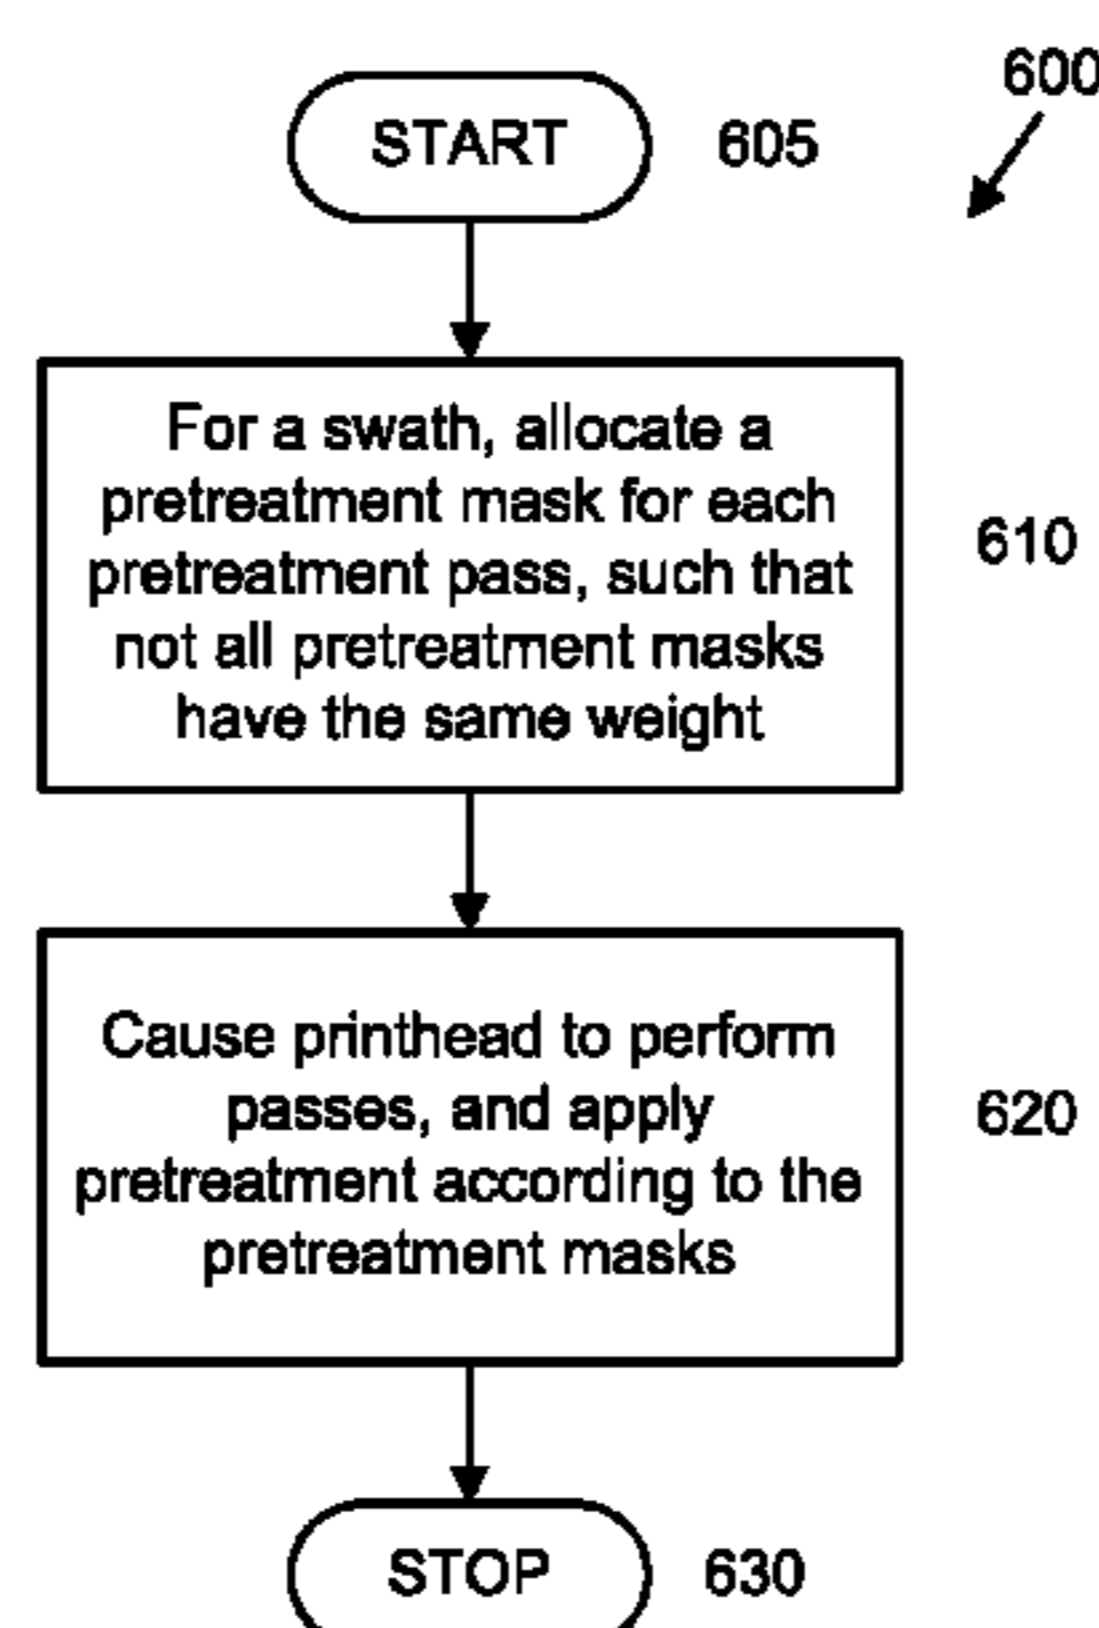 600
START 605
For a swath, allocate a
pretreatment mask for each
pretreatment pass, such that
not all pretreatment masks
have the same weight
610
Cause printhead to perform
passes, and apply
pretreatment according to the
pretreatment masks
620
STOP 630